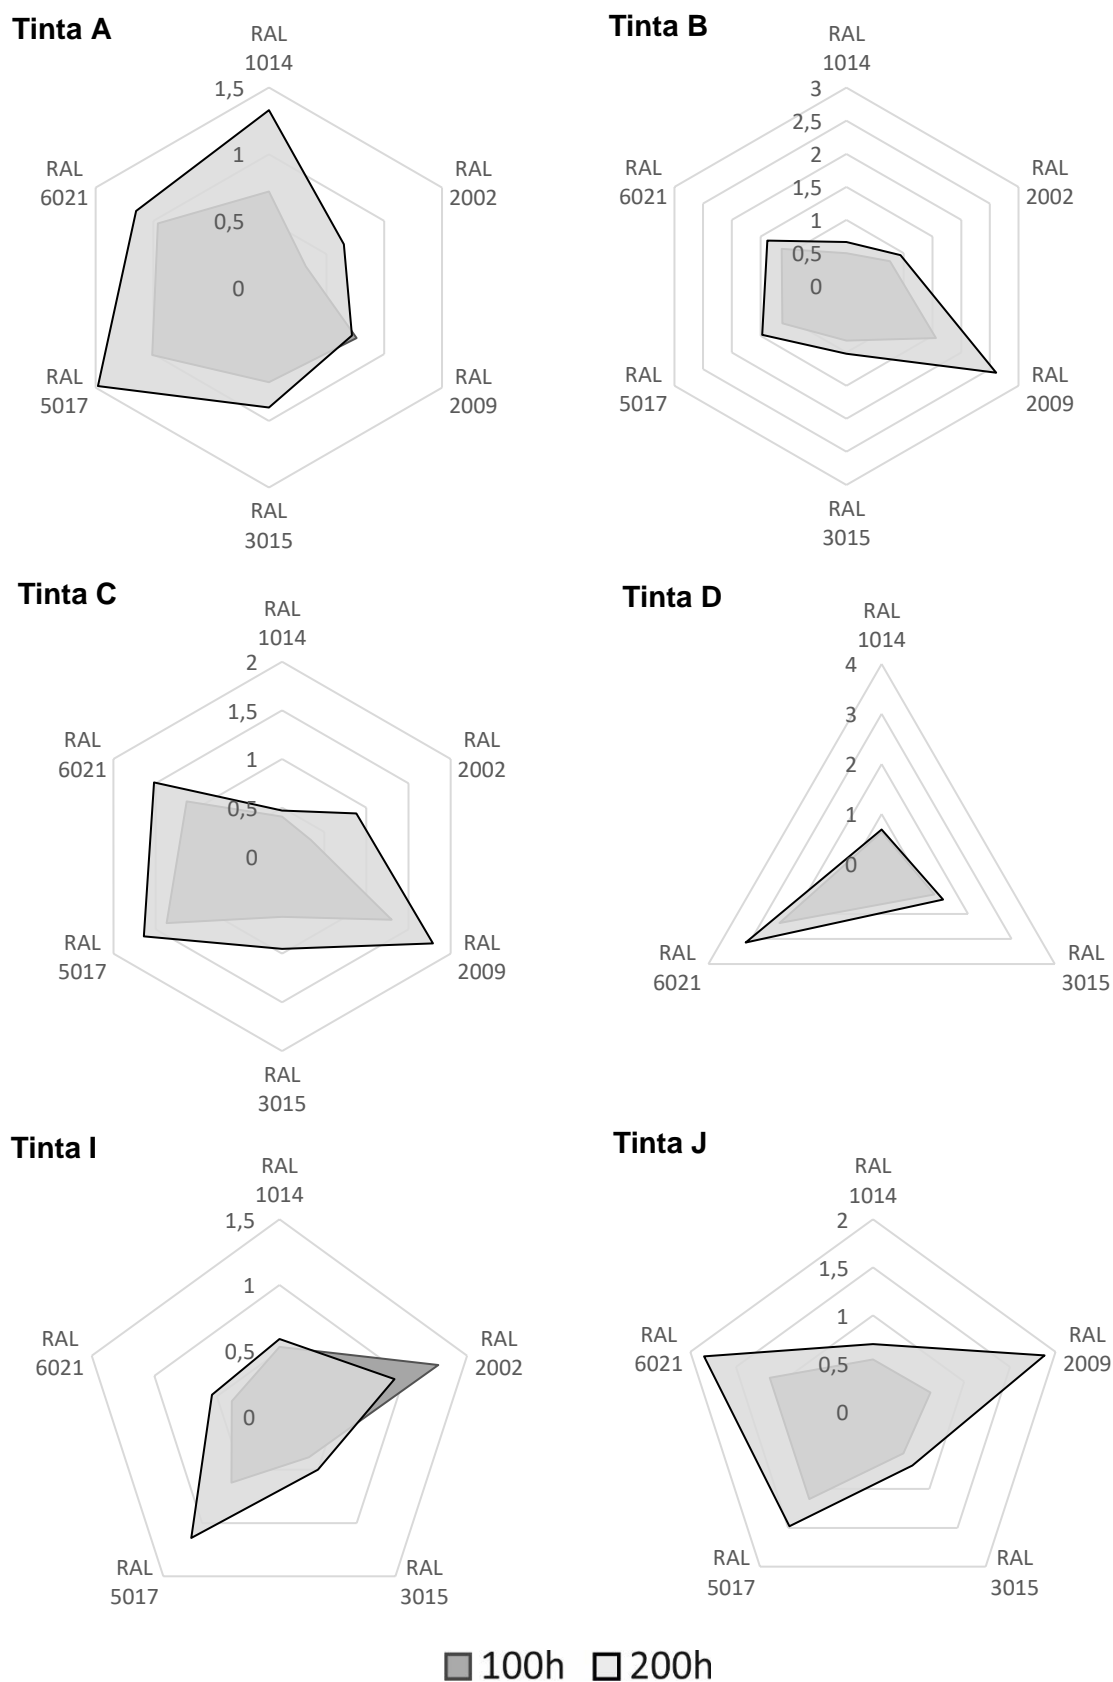 Tinta A
RAL
1014
1,5
1
0,5
0
RAL
2002
RAL
2009
RAL
3015
RAL
5017
RAL
6021
Tinta B
RAL
1014
3
2,5
2
1,5
1
0,5
0
RAL
2002
RAL
2009
RAL
3015
RAL
5017
RAL
6021
Tinta C
RAL
1014
2
1,5
1
0,5
0
RAL
2002
RAL
2009
RAL
3015
RAL
5017
RAL
6021
Tinta D
RAL
1014
4
3
2
1
0
RAL
3015
RAL
6021
Tinta I
RAL
1014
1,5
1
0,5
0
RAL
2002
RAL
3015
RAL
5017
RAL
6021
Tinta J
RAL
1014
2
1,5
1
0,5
0
RAL
2009
RAL
3015
RAL
5017
RAL
6021
100h 200h